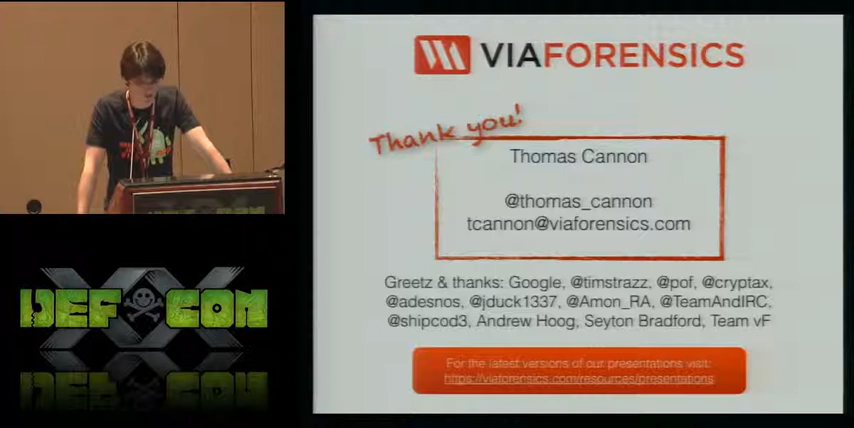 VIAFORENSICS
Thank you!
Thomas Cannon
@thomas_cannon
tcannon@viaforensics.com
Greetz & thanks: Google, @timstrazz, @pof, @cryptax,
@adesnos, @jduck1337, @Amon_RA, @TeamAndIRC,
@shipcod3, Andrew Hoog, Seyton Bradford, Team vF
For the latest versions of our presentations visit:
https://viaforensics.com/resources/presentations
DEF CON
XX